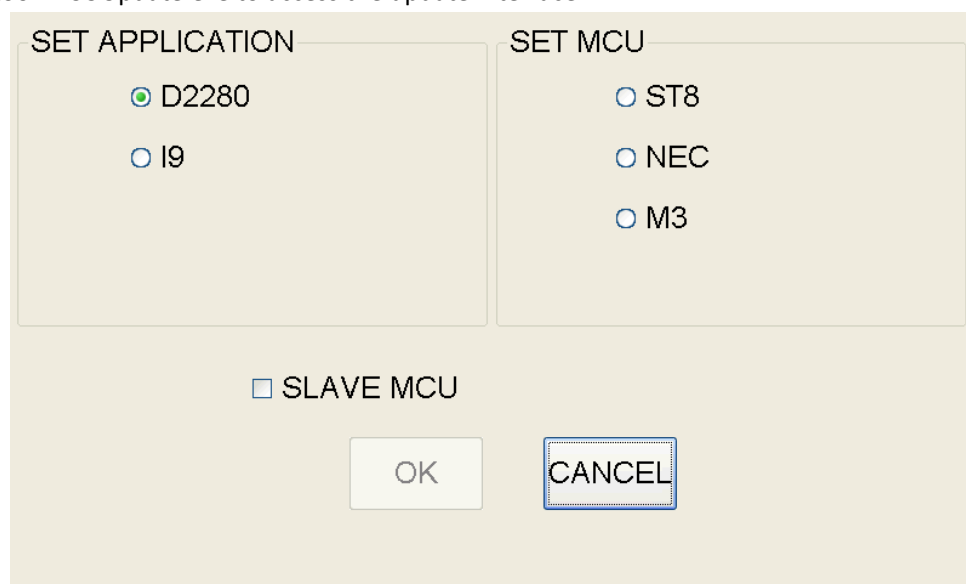 SET APPLICATION
SET MCU
D2280
I9
ST8
NEC
M3
SLAVE MCU
OK
CANCEL